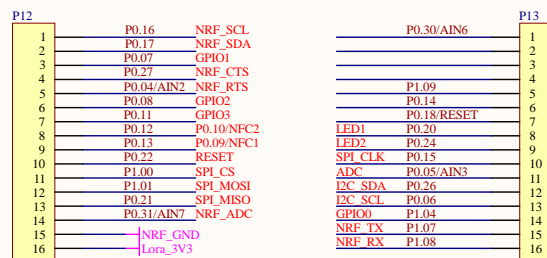 P12
1 P0.16 NRF_SCL
2 P0.17 NRF_SDA
3 P0.07 GPIO1
4 P0.27 NRF_CTS
5 P0.04/AIN2 NRF_RTS
6 P0.08 GPIO2
7 P0.11 GPIO3
8 P0.12 P0.10/NFC2
9 P0.13 P0.09/NFC1
10 P0.22 RESET
11 P1.00 SPI_CS
12 P1.01 SPI_MOSI
13 P0.21 SPI_MISO
14 P0.31/AIN7 NRF_ADC
15 NRF_GND
16 Lora_3V3
P13
P0.30/AIN6 1
2
3
4
P1.09 5
P0.14 6
P0.18/RESET 7
LED1 P0.20 8
LED2 P0.24 9
SPI_CLK P0.15 10
ADC P0.05/AIN3 11
I2C_SDA P0.26 12
I2C_SCL P0.06 13
GPIO0 P1.04 14
NRF_TX P1.07 15
NRF_RX P1.08 16